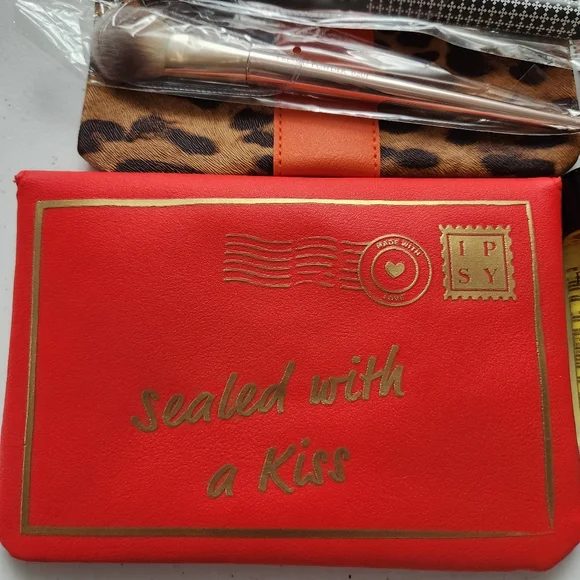 MADE WITH
LOVE
I P
S Y
Sealed with
a Kiss